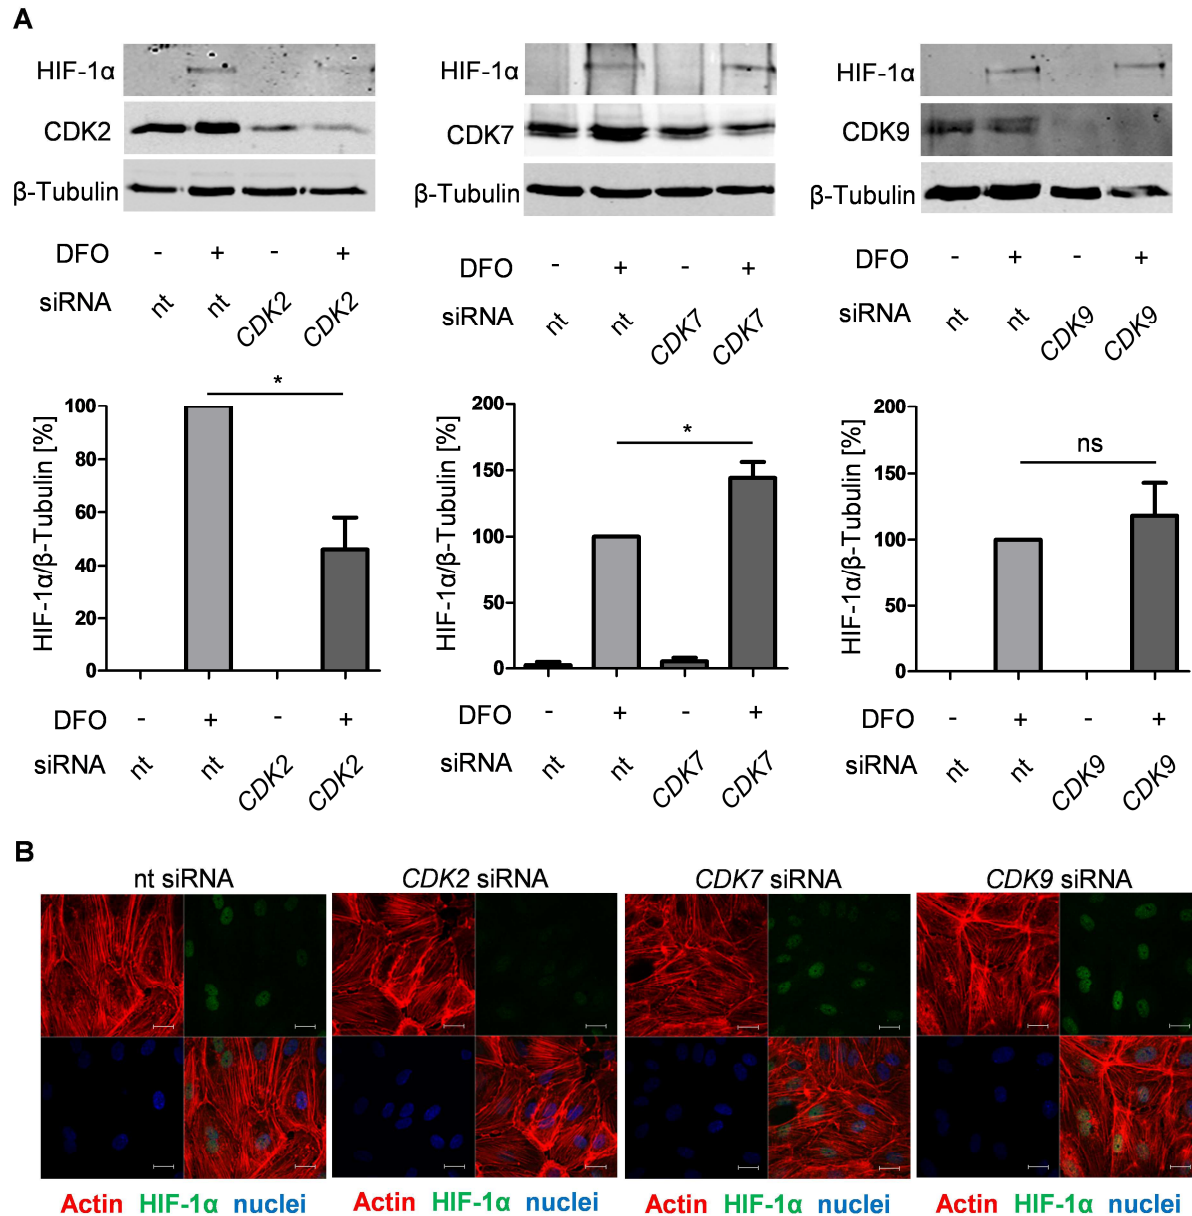 A
HIF-1α
CDK2
β-Tubulin
DFO - + - +
siRNA nt nt CDK2 CDK2
HIF-1α
CDK7
β-Tubulin
DFO - + - +
siRNA nt nt CDK7 CDK7
HIF-1α
CDK9
β-Tubulin
DFO - + - +
siRNA nt nt CDK9 CDK9
HIF-1α/β-Tubulin [%]
100
80
60
40
20
0
*
DFO - + - +
siRNA nt nt CDK2 CDK2
HIF-1α/β-Tubulin [%]
200
150
100
50
0
*
DFO - + - +
siRNA nt nt CDK7 CDK7
HIF-1α/β-Tubulin [%]
200
150
100
50
0
ns
DFO - + - +
siRNA nt nt CDK9 CDK9
B
nt siRNA
CDK2 siRNA
CDK7 siRNA
CDK9 siRNA
Actin HIF-1α nuclei
Actin HIF-1α nuclei
Actin HIF-1α nuclei
Actin HIF-1α nuclei